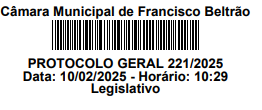 Câmara Municipal de Francisco Beltrão
PROTOCOLO GERAL 221/2025
Data: 10/02/2025 - Horário: 10:29
Legislativo